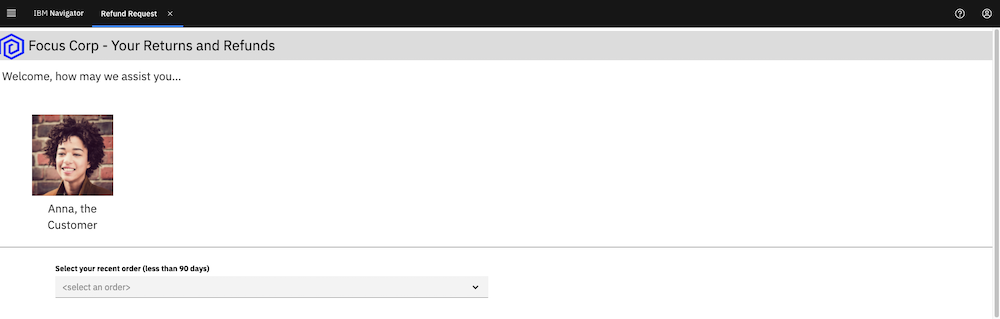 IBM Navigator
Refund Request
Focus Corp - Your Returns and Refunds
Welcome, how may we assist you...
Anna, the
Customer
Select your recent order (less than 90 days)
<select an order>